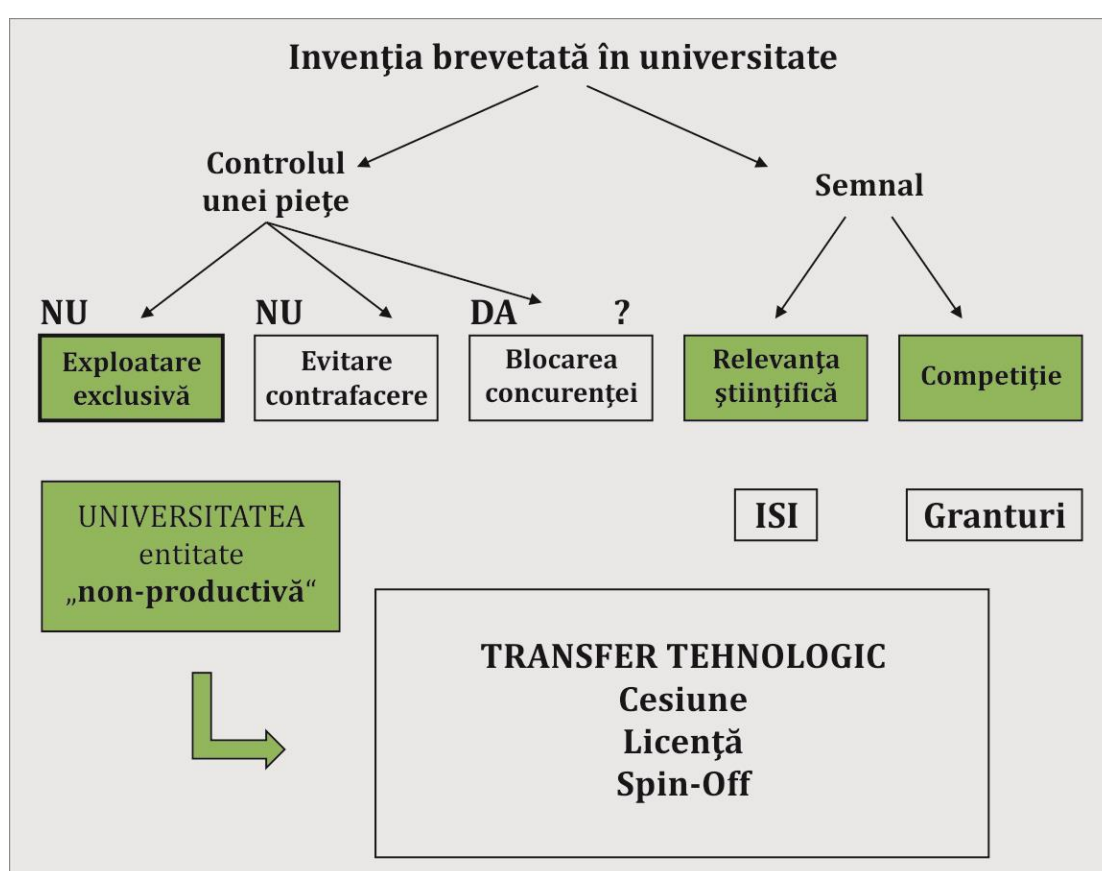 Invenţia brevetată în universitate
Controlul
unei pieţe
Semnal
NU
NU
DA ?
Exploatare
exclusivă
Evitare
contrafacere
Blocarea
concurenţei
Relevanţa
ştiinţifică
Competiţie
UNIVERSITATEA
entitate
„non-productivă“
ISI
Granturi
TRANSFER TEHNOLOGIC
Cesiune
Licenţă
Spin-Off